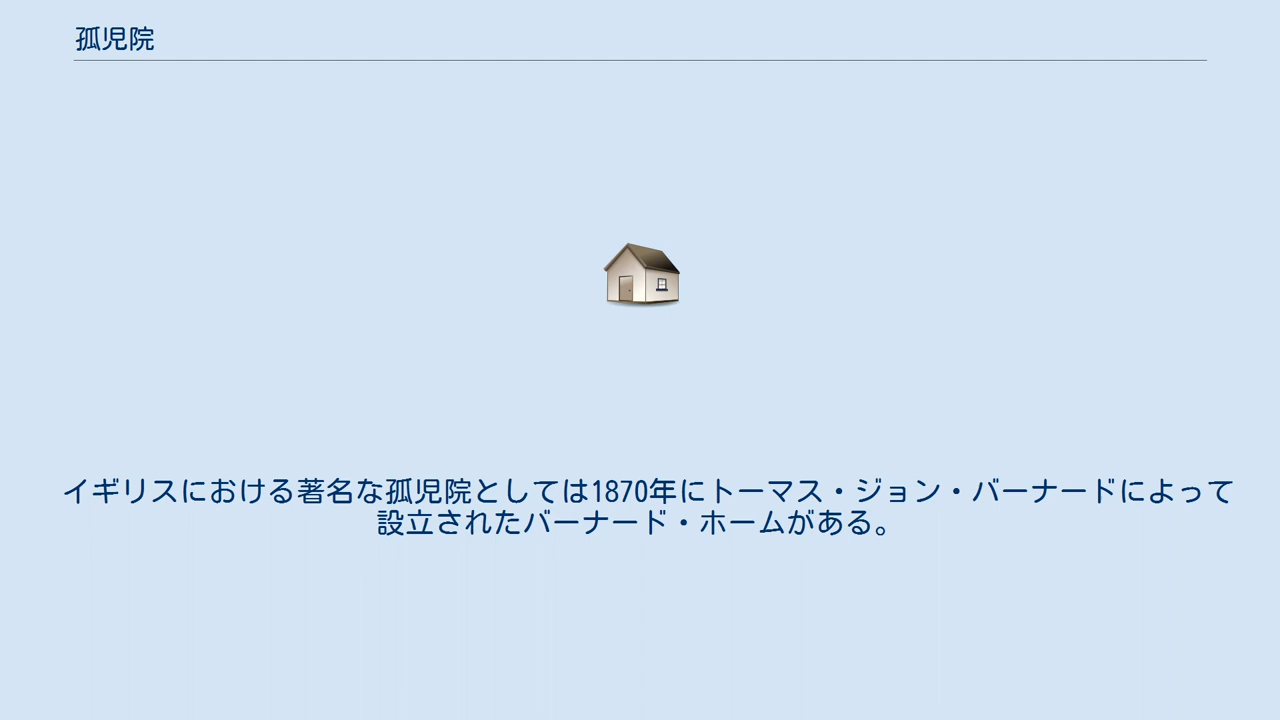 孤児院
イギリスにおける著名な孤児院としては1870年にトーマス・ジョン・バーナードによって
設立されたバーナード・ホームがある。